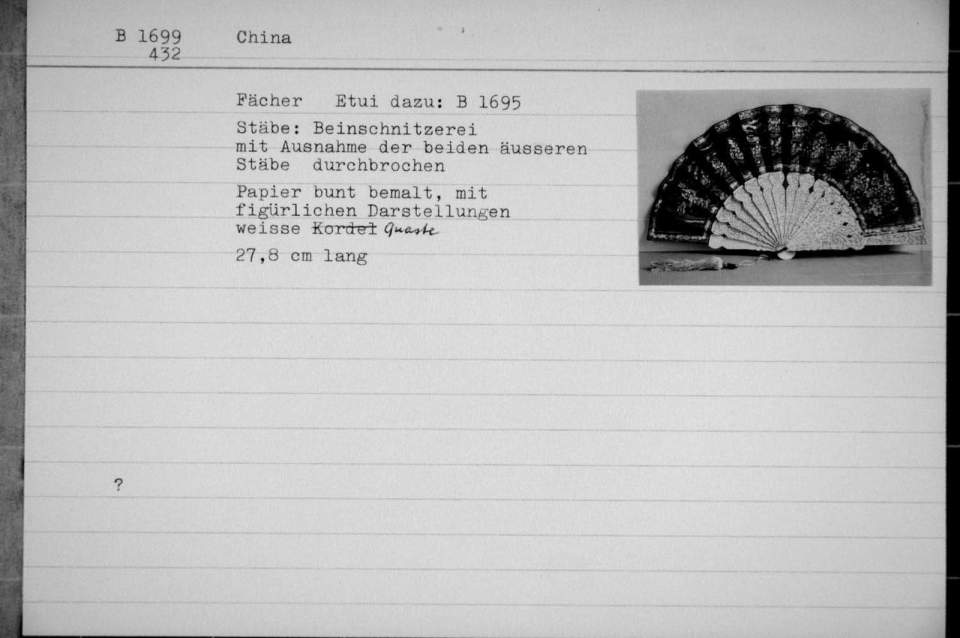 B 1699 China
432
Fächer Etui dazu: B 1695
Stäbe: Beinschnitzerei
mit Ausnahme der beiden äusseren
Stäbe durchbrochen
Papier bunt bemalt, mit
figürlichen Darstellungen
weisse Kordel Quaste
27,8 cm lang
?